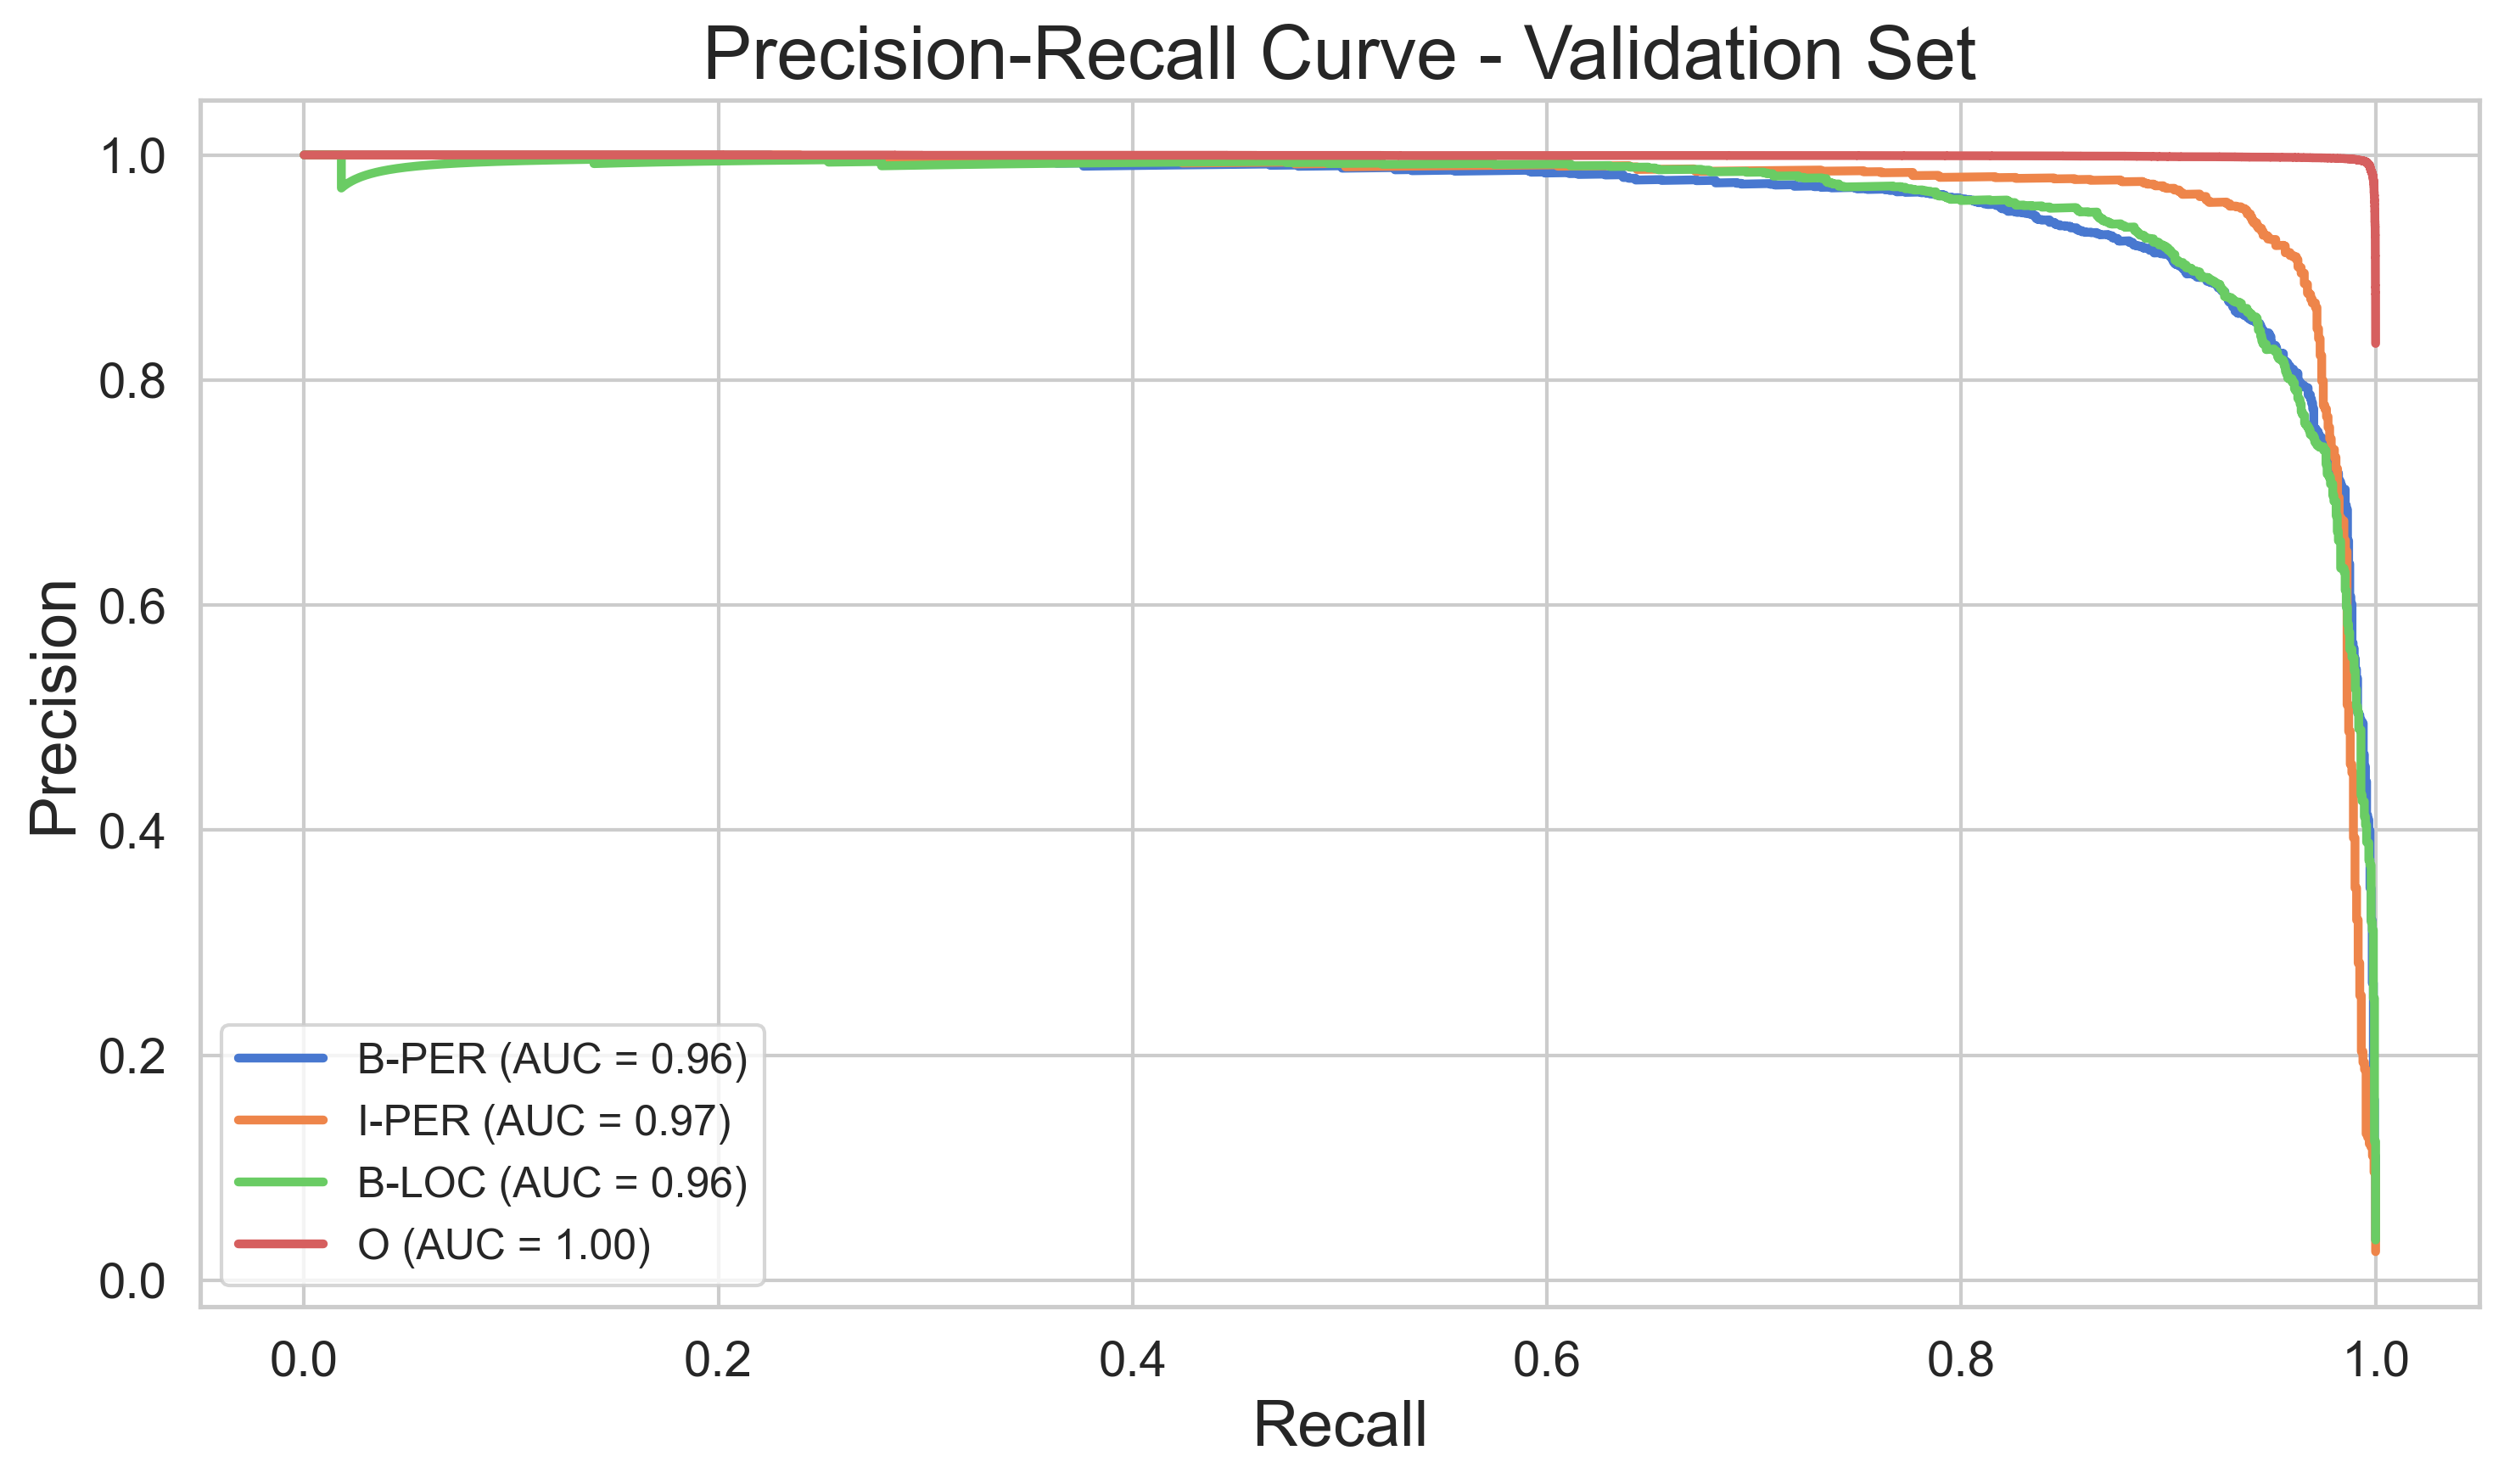 Precision-Recall Curve - Validation Set
1.0
0.8
0.6
0.4
0.2
0.0
Precision
B-PER (AUC = 0.96)
I-PER (AUC = 0.97)
B-LOC (AUC = 0.96)
O (AUC = 1.00)
0.0 0.2 0.4 0.6 0.8 1.0
Recall